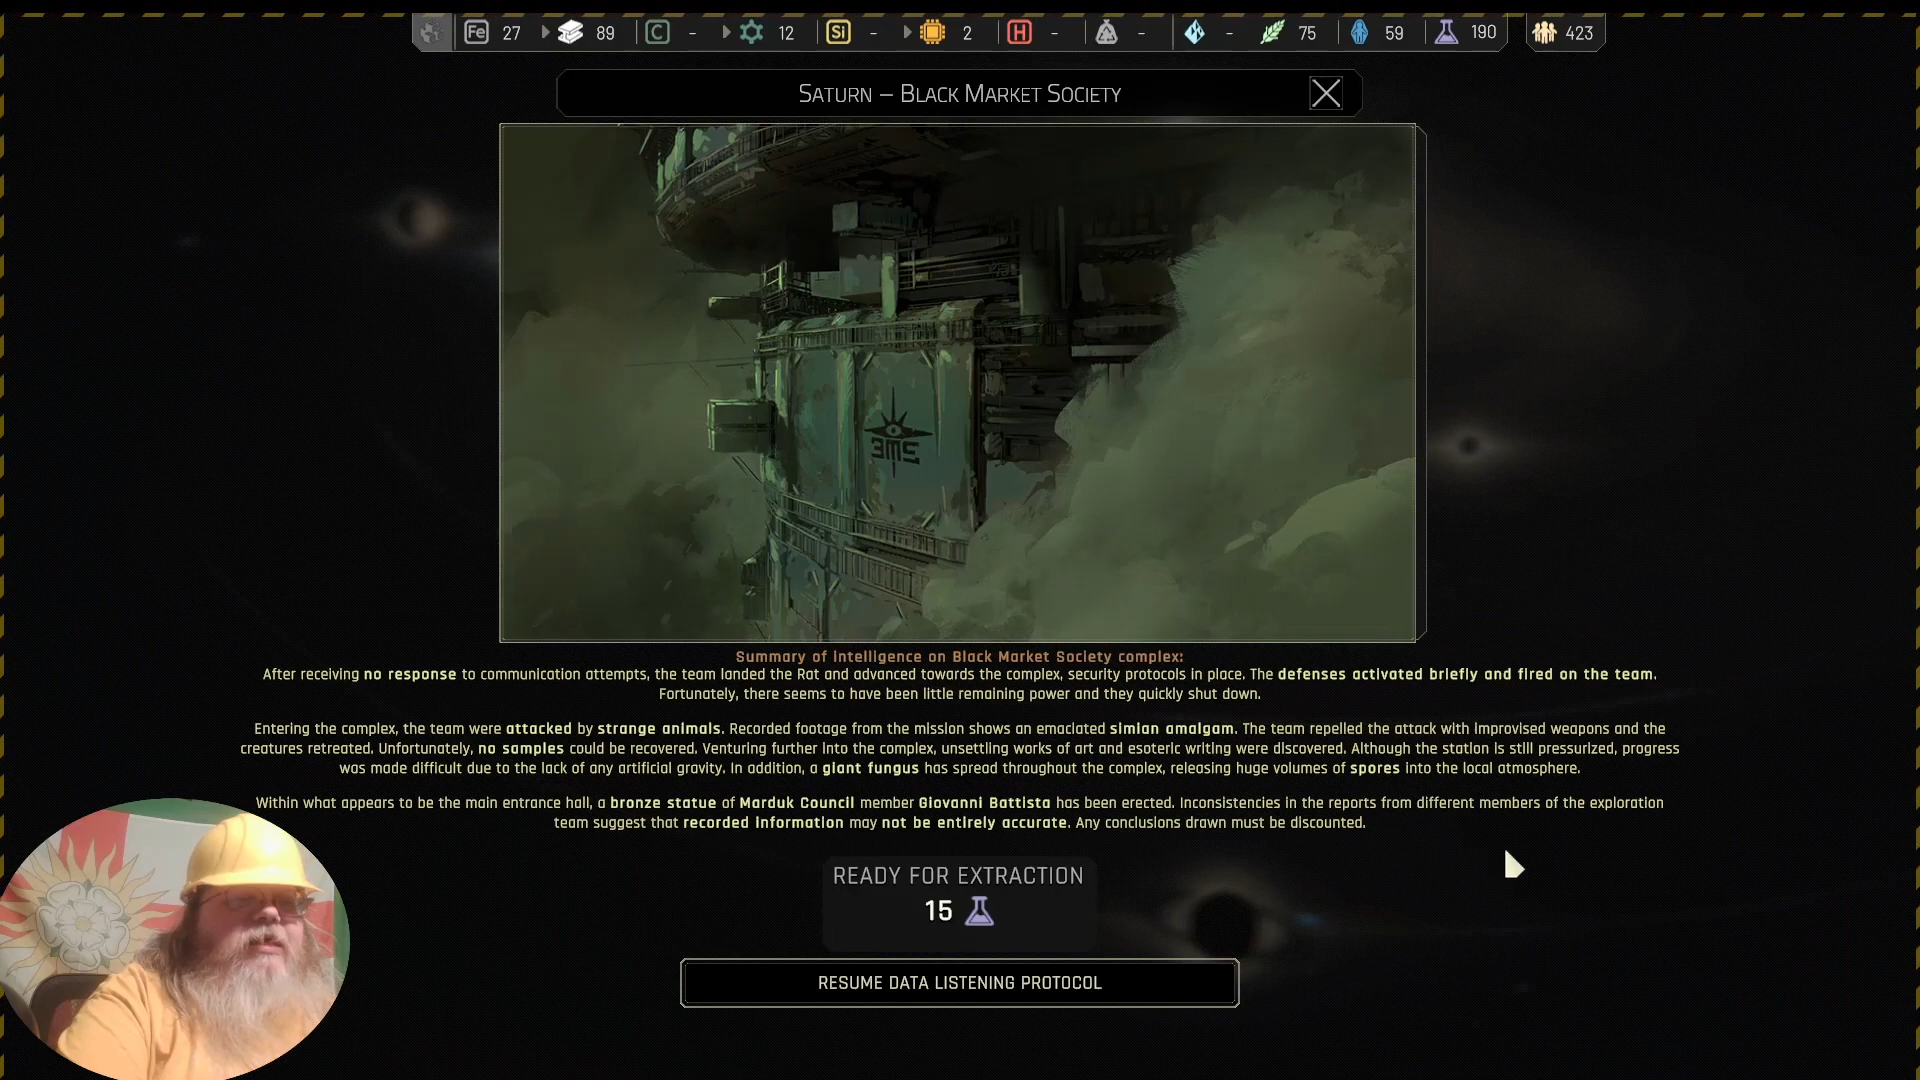 Fe 27 89 C - 12 Si - 2 H - - - 75 59 190 423
SATURN – BLACK MARKET SOCIETY
Summary of intelligence on Black Market Society complex:
After receiving no response to communication attempts, the team landed the Rat and advanced towards the complex, security protocols in place. The defenses activated briefly and fired on the team.
Fortunately, there seems to have been little remaining power and they quickly shut down.
Entering the complex, the team were attacked by strange animals. Recorded footage from the mission shows an emaciated simian amalgam. The team repelled the attack with improvised weapons and the
creatures retreated. Unfortunately, no samples could be recovered. Venturing further into the complex, unsettling works of art and esoteric writing were discovered. Although the station is still pressurized, progress
was made difficult due to the lack of any artificial gravity. In addition, a giant fungus has spread throughout the complex, releasing huge volumes of spores into the local atmosphere.
Within what appears to be the main entrance hall, a bronze statue of Marduk Council member Giovanni Battista has been erected. Inconsistencies in the reports from different members of the exploration
team suggest that recorded information may not be entirely accurate. Any conclusions drawn must be discounted.
READY FOR EXTRACTION
15
RESUME DATA LISTENING PROTOCOL